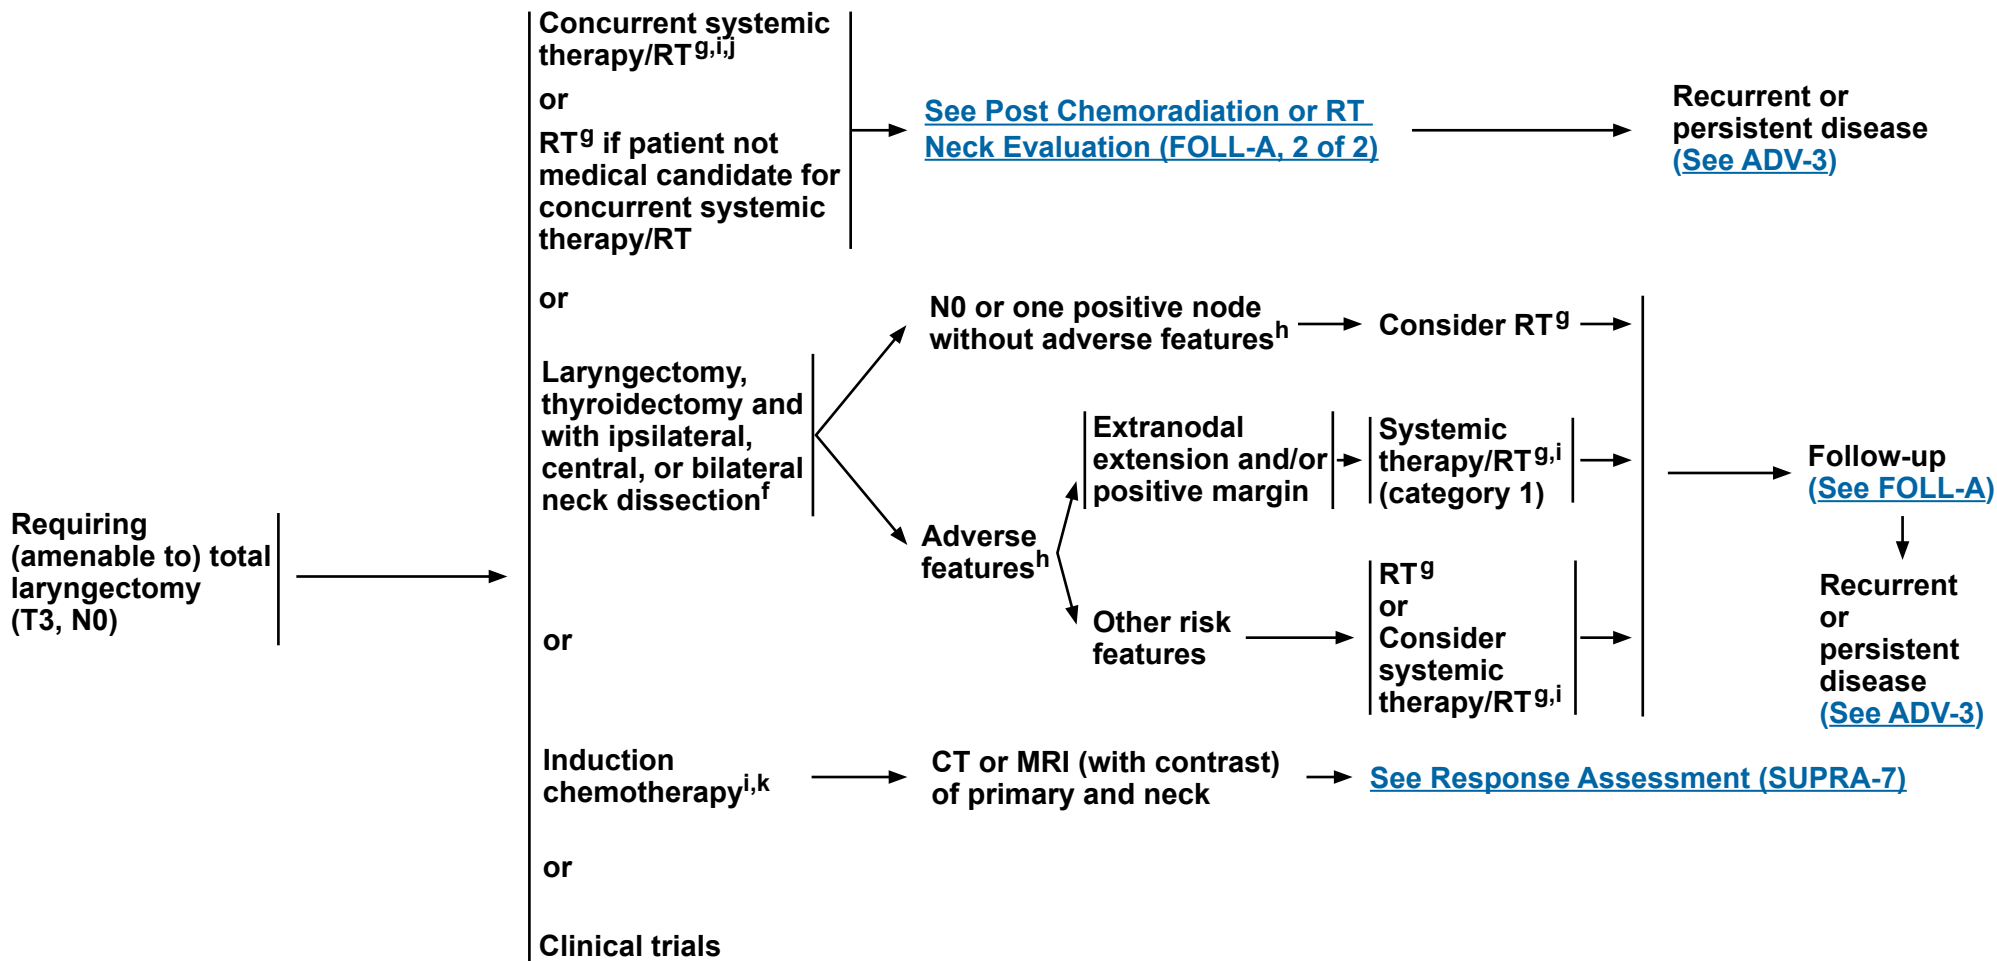 Requiring
(amenable to) total
laryngectomy
(T3, N0)
Concurrent systemic
therapy/RTg,i,j
or
RTg if patient not
medical candidate for
concurrent systemic
therapy/RT
See Post Chemoradiation or RT
Neck Evaluation (FOLL-A, 2 of 2)
Recurrent or
persistent disease
(See ADV-3)
or
Laryngectomy,
thyroidectomy and
with ipsilateral,
central, or bilateral
neck dissectionf
N0 or one positive node
without adverse featuresh
Consider RTg
Adverse
featuresh
Extranodal
extension and/or
positive margin
Systemic
therapy/RTg,i
(category 1)
Other risk
features
RTg
or
Consider
systemic
therapy/RTg,i
Follow-up
(See FOLL-A)
Recurrent
or
persistent
disease
(See ADV-3)
or
Induction
chemotherapyi,k
CT or MRI (with contrast)
of primary and neck
See Response Assessment (SUPRA-7)
or
Clinical trials